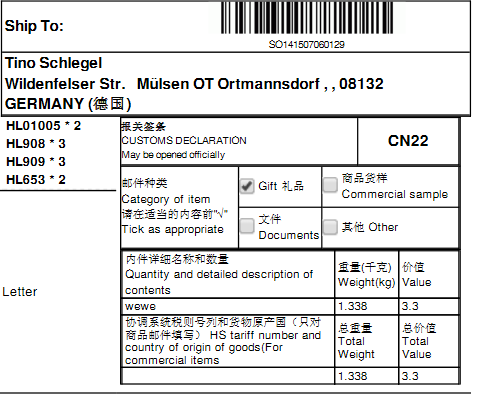 Ship To:
SO141507060129
Tino Schlegel
Wildenfelser Str. Mülsen OT Ortmannsdorf , , 08132
GERMANY (德国)
HL01005 * 2
HL908 * 3
HL909 * 3
HL653 * 2
Letter
报关签条
CUSTOMS DECLARATION
May be opened officially
CN22
邮件种类
Category of item
请在适当的内容前"√"
Tick as appropriate
Gift 礼品
商品货样
Commercial sample
文件
Documents
其他 Other
内件详细名称和数量
Quantity and detailed description of
contents
重量(千克)
Weight(kg)
价值
Value
wewe
1.338
3.3
协调系统税则号列和货物原产国（只对
商品邮件填写） HS tariff number and
country of origin of goods(For
commercial items
总重量
Total
Weight
总价值
Total
Value
1.338
3.3